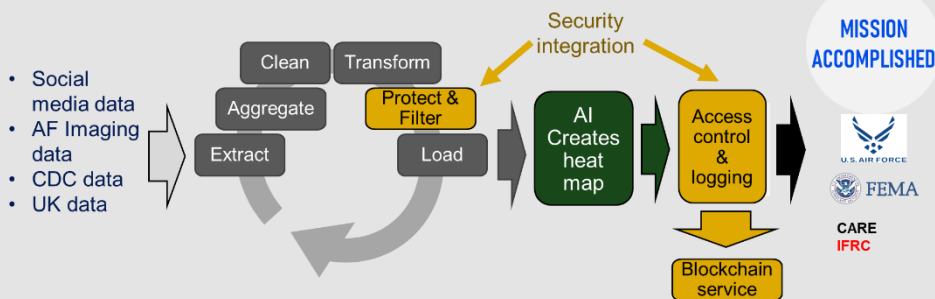 Security
integration
MISSION
ACCOMPLISHED
• Social
media data
• AF Imaging
data
• CDC data
• UK data
Clean
Transform
Aggregate
Protect &
Filter
Extract
Load
AI
Creates
heat
map
Access
control
&
logging
Blockchain
service
U.S. AIR FORCE
FEMA
CARE
IFRC